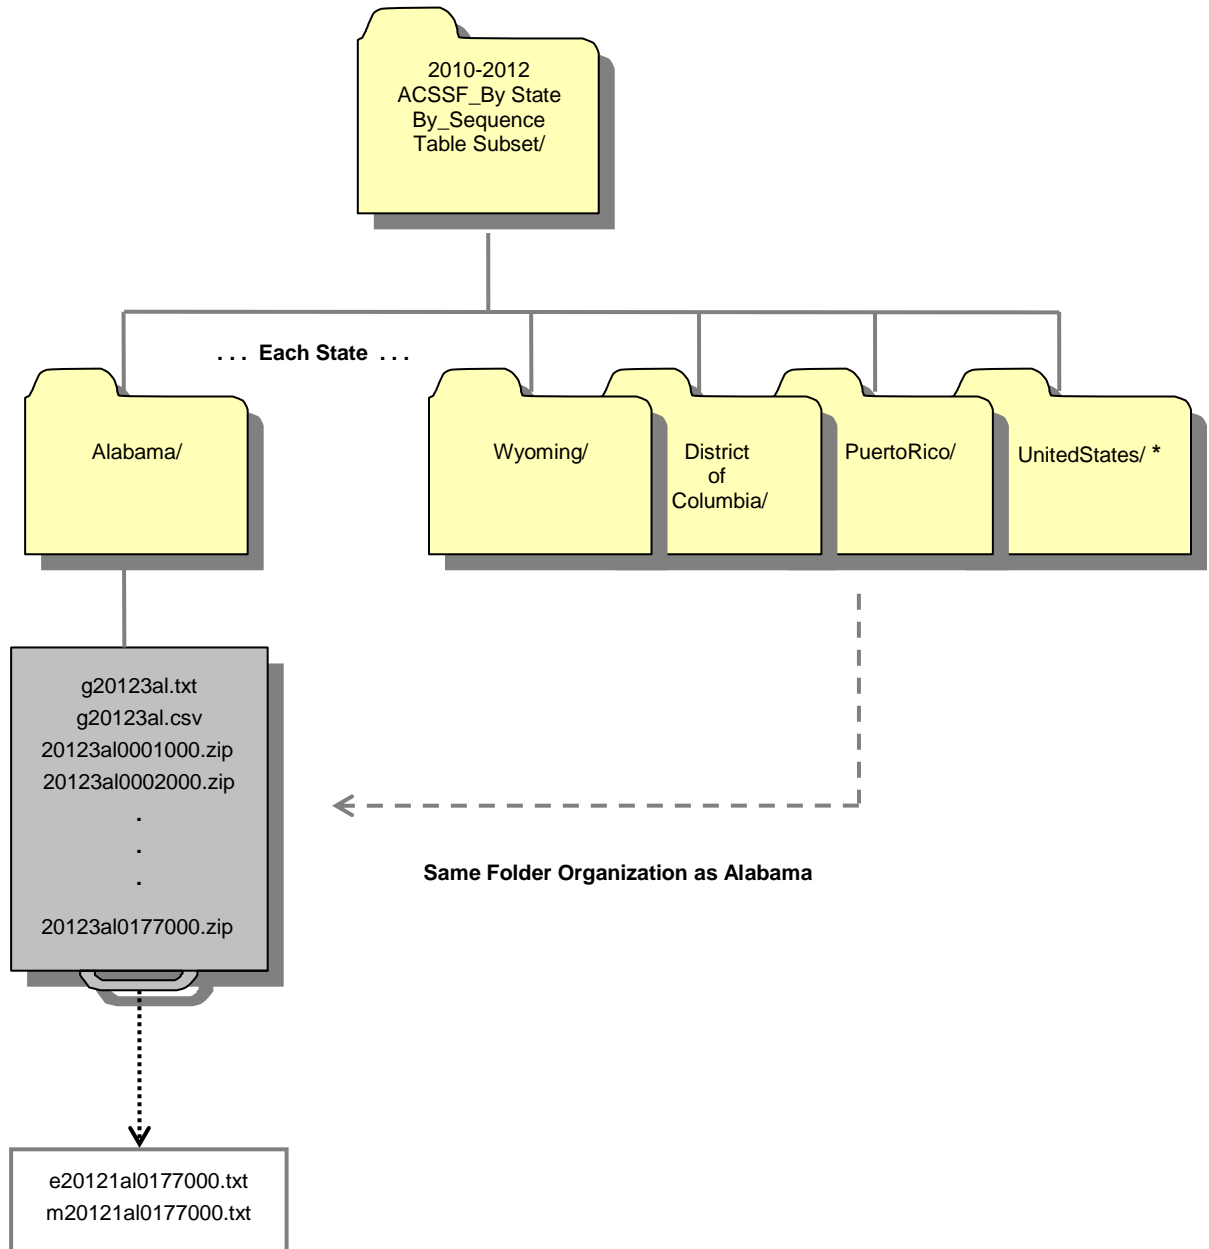 2010-2012
ACSSF_By State
By_Sequence
Table Subset/
. . . Each State . . .
Alabama/
Wyoming/
District
of
Columbia/
PuertoRico/
UnitedStates/ *
g20123al.txt
g20123al.csv
20123al0001000.zip
20123al0002000.zip
.
.
.
20123al0177000.zip
Same Folder Organization as Alabama
e20121al0177000.txt
m20121al0177000.txt